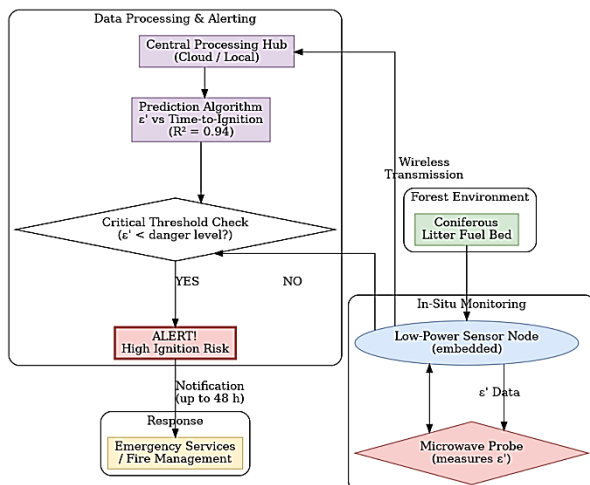 Data Processing & Alerting
Central Processing Hub
(Cloud / Local)
Prediction Algorithm
ε' vs Time-to-Ignition
(R² = 0.94)
Wireless
Transmission
Forest Environment
Coniferous
Litter Fuel Bed
Critical Threshold Check
(ε' < danger level?)
YES
NO
In-Situ Monitoring
ALERT!
High Ignition Risk
Low-Power Sensor Node
(embedded)
Notification
(up to 48 h)
ε' Data
Response
Emergency Services
/ Fire Management
Microwave Probe
(measures ε')